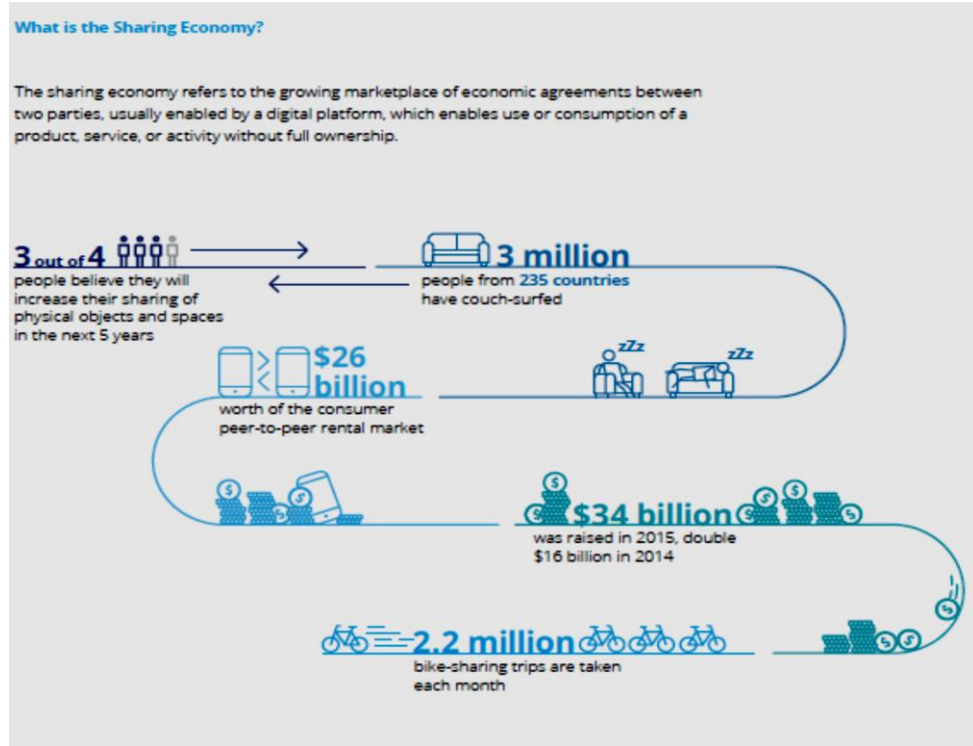 What is the Sharing Economy?
The sharing economy refers to the growing marketplace of economic agreements between
two parties, usually enabled by a digital platform, which enables use or consumption of a
product, service, or activity without full ownership.
3 out of 4
people believe they will
increase their sharing of
physical objects and spaces
in the next 5 years
3 million
people from 235 countries
have couch-surfed
zZz
zZz
$26
billion
worth of the consumer
peer-to-peer rental market
$34 billion
was raised in 2015, double
$16 billion in 2014
2.2 million
bike-sharing trips are taken
each month